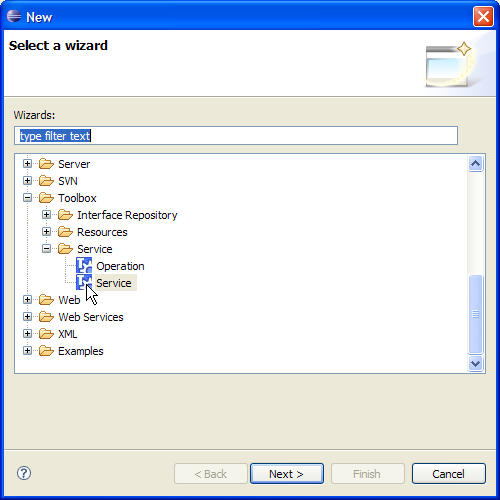 New
Select a wizard
Wizards:
type filter text
Server
SVN
Toolbox
Interface Repository
Resources
Service
Operation
Service
Web
Web Services
XML
Examples
? < Back Next > Finish Cancel